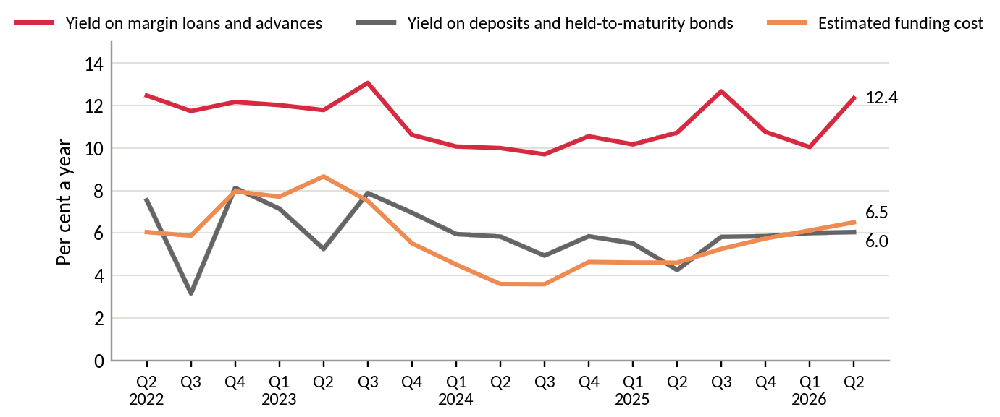 Yield on margin loans and advances Yield on deposits and held-to-maturity bonds Estimated funding cost
Per cent a year
14
12
10
8
6
4
2
0
12.4
6.5
6.0
Q2 Q3 Q4 Q1 Q2 Q3 Q4 Q1 Q2 Q3 Q4 Q1 Q2 Q3 Q4 Q1 Q2
2022 2023 2024 2025 2026